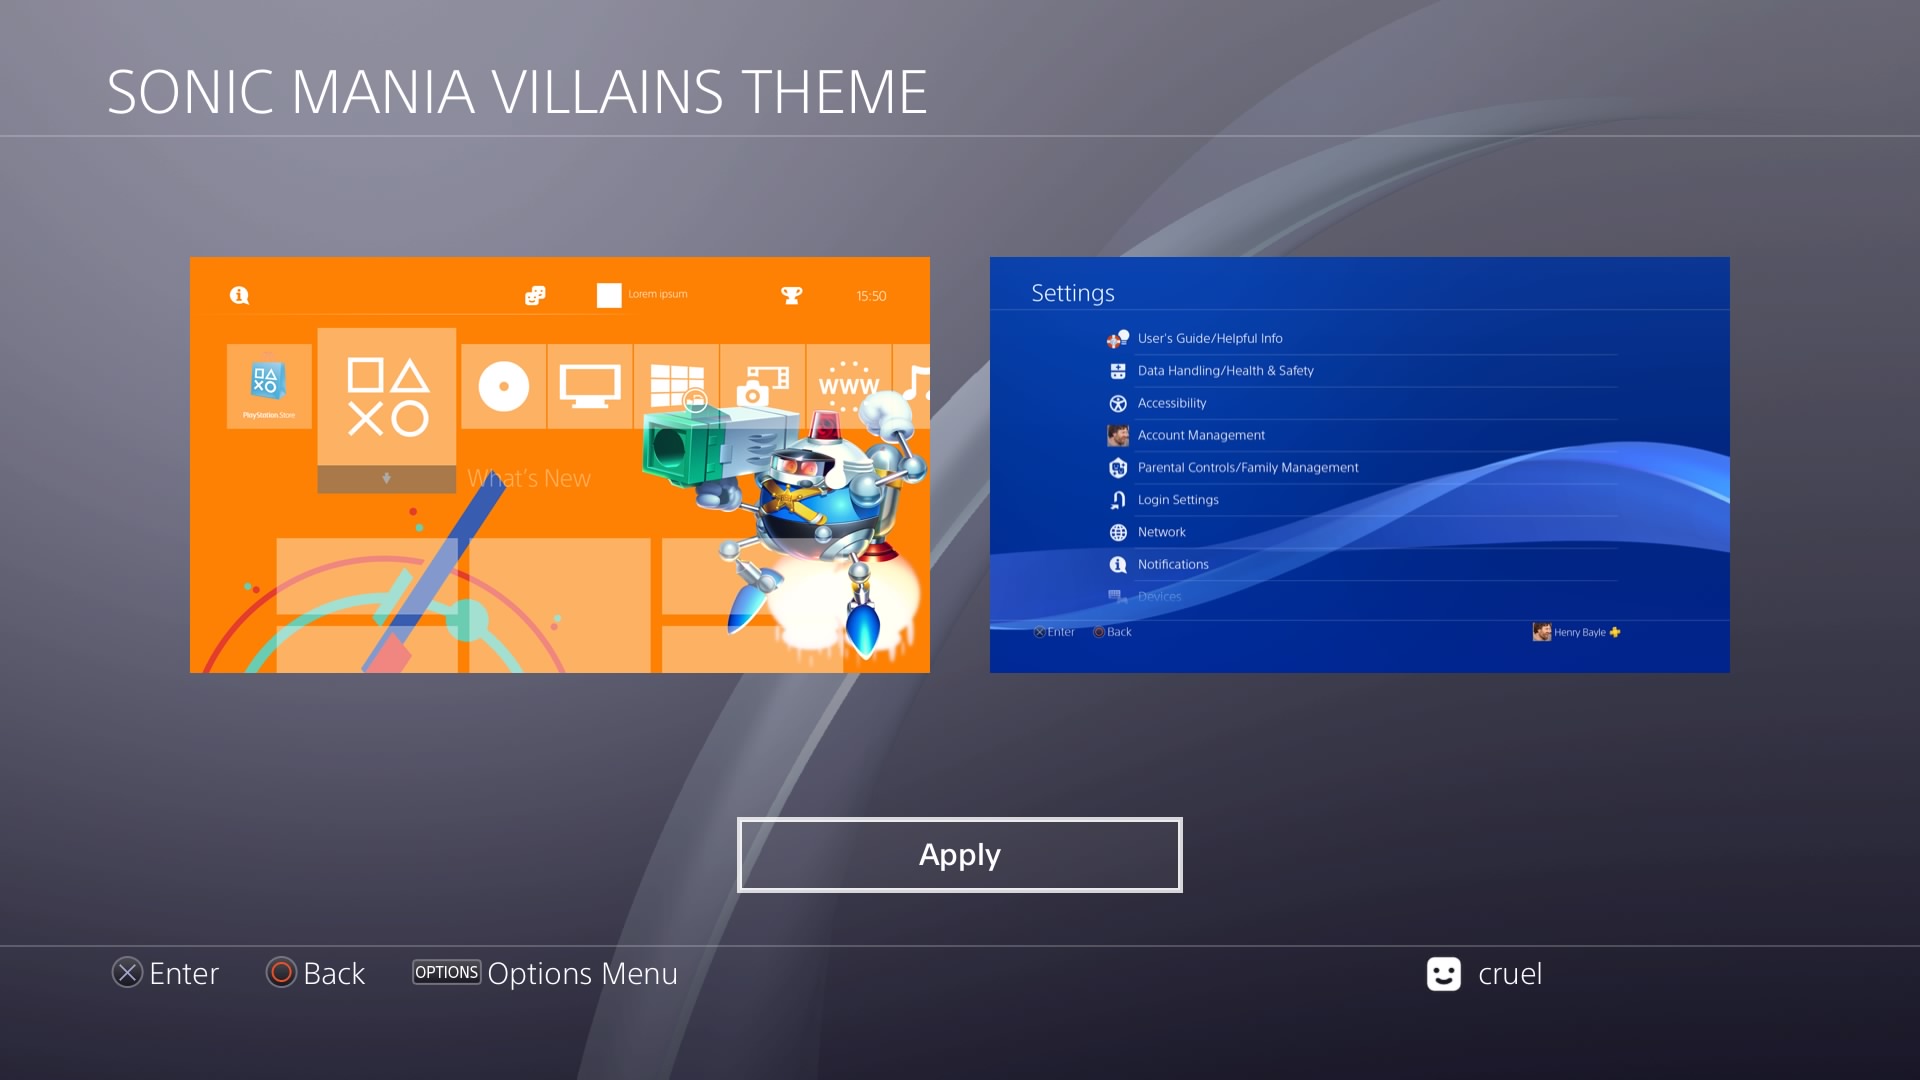 SONIC MANIA VILLAINS THEME
Lorem ipsum
15:50
PlayStation Store
www
What's New
Settings
User's Guide/Helpful Info
Data Handling/Health & Safety
Accessibility
Account Management
Parental Controls/Family Management
Login Settings
Network
Notifications
Devices
Enter Back Henry Bayle
Apply
Enter Back OPTIONS Options Menu cruel